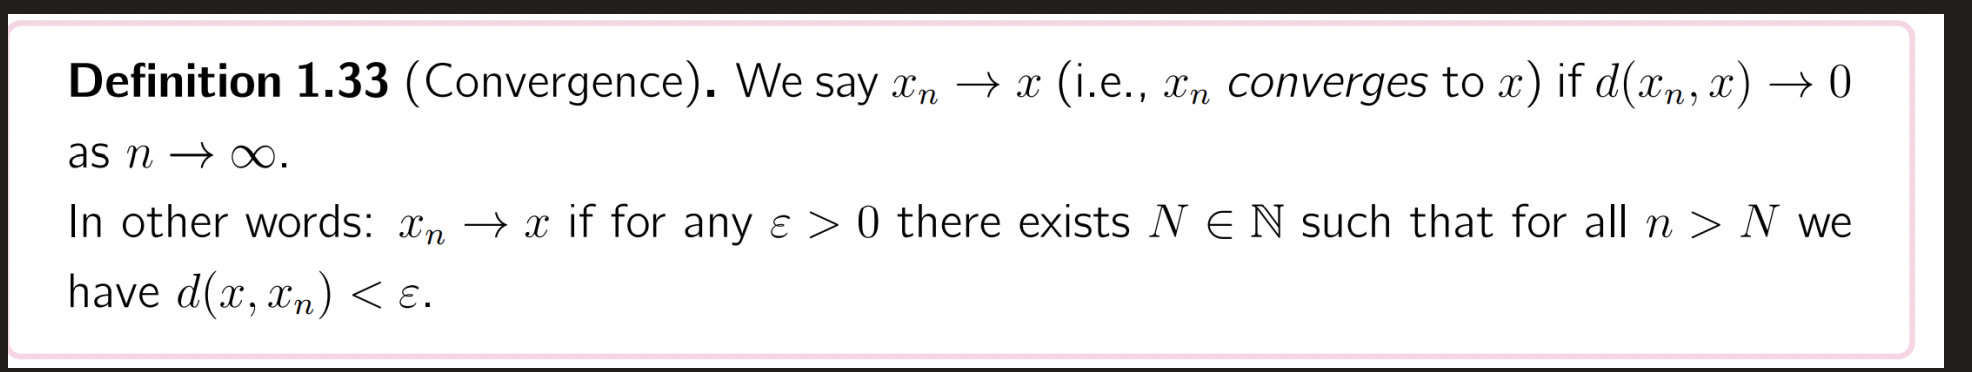 Definition 1.33 (Convergence). We say xₙ → x (i.e., xₙ converges to x) if d(xₙ, x) → 0
as n → ∞.
In other words: xₙ → x if for any ε > 0 there exists N ∈ ℕ such that for all n > N we
have d(x, xₙ) < ε.